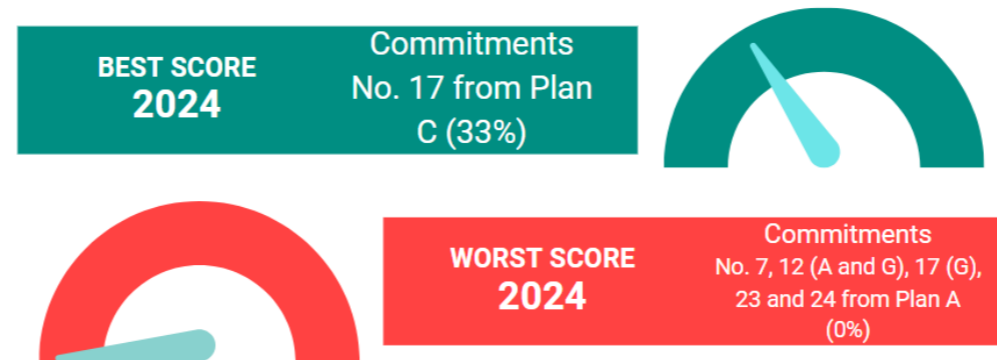 BEST SCORE
2024
Commitments
No. 17 from Plan
C (33%)
WORST SCORE
2024
Commitments
No. 7, 12 (A and G), 17 (G),
23 and 24 from Plan A
(0%)